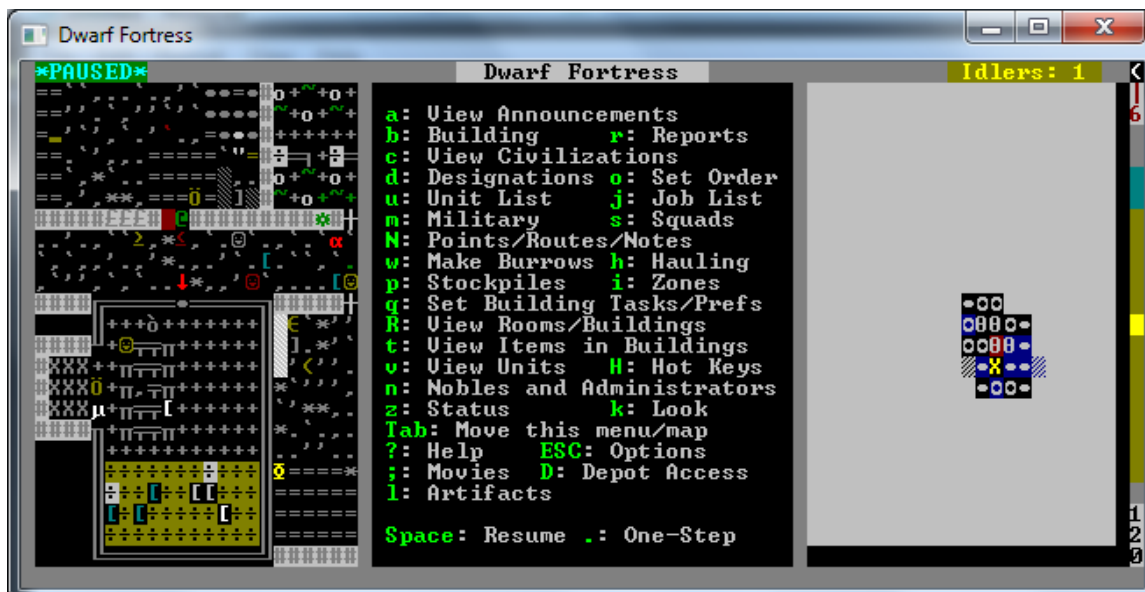 Dwarf Fortress
*PAUSED* Dwarf Fortress Idlers: 1
a: View Announcements
b: Building r: Reports
c: View Civilizations
d: Designations o: Set Order
u: Unit List j: Job List
m: Military s: Squads
N: Points/Routes/Notes
w: Make Burrows h: Hauling
p: Stockpiles i: Zones
q: Set Building Tasks/Prefs
R: View Rooms/Buildings
t: View Items in Buildings
v: View Units H: Hot Keys
n: Nobles and Administrators
z: Status k: Look
Tab: Move this menu/map
?: Help ESC: Options
;: Movies D: Depot Access
l: Artifacts
Space: Resume .: One-Step
120